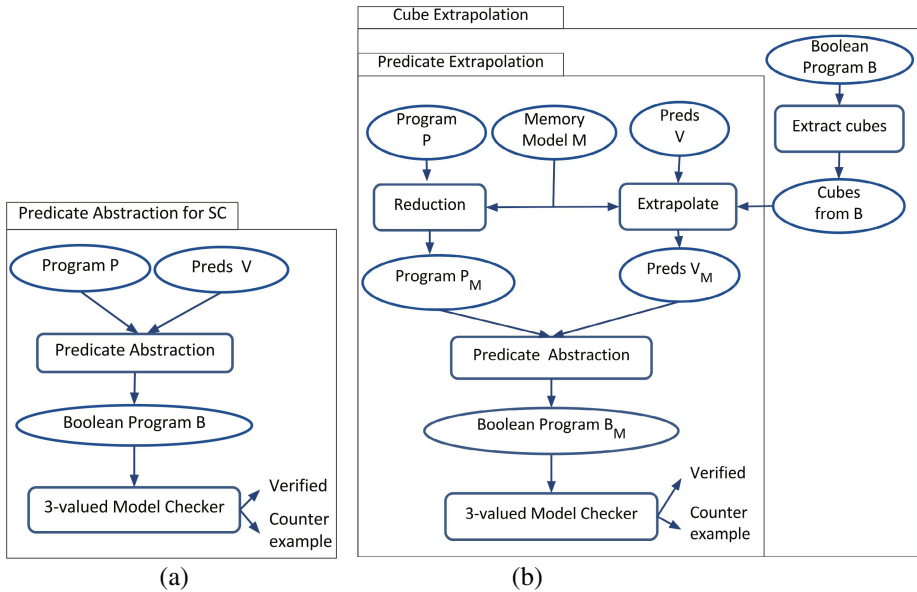 Cube Extrapolation
Predicate Extrapolation
Boolean
Program B
Extract cubes
Cubes
from B
Program
P
Memory
Model M
Preds
V
Reduction
Extrapolate
Program P_M
Preds V_M
Predicate Abstraction
Boolean Program B_M
3-valued Model Checker
Verified
Counter
example
Predicate Abstraction for SC
Program P
Preds V
Predicate Abstraction
Boolean Program B
3-valued Model Checker
Verified
Counter
example
(a)
(b)